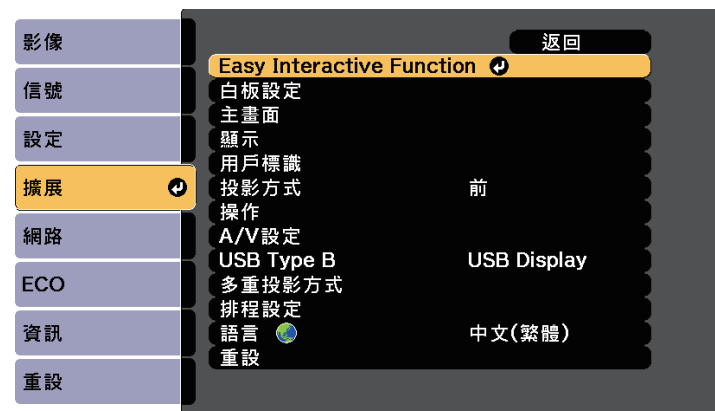 影像
信號
設定
擴展
網路
ECO
資訊
重設
返回
Easy Interactive Function
白板設定
主畫面
顯示
用戶標識
投影方式 前
操作
A/V設定
USB Type B USB Display
多重投影方式
排程設定
語言 中文(繁體)
重設